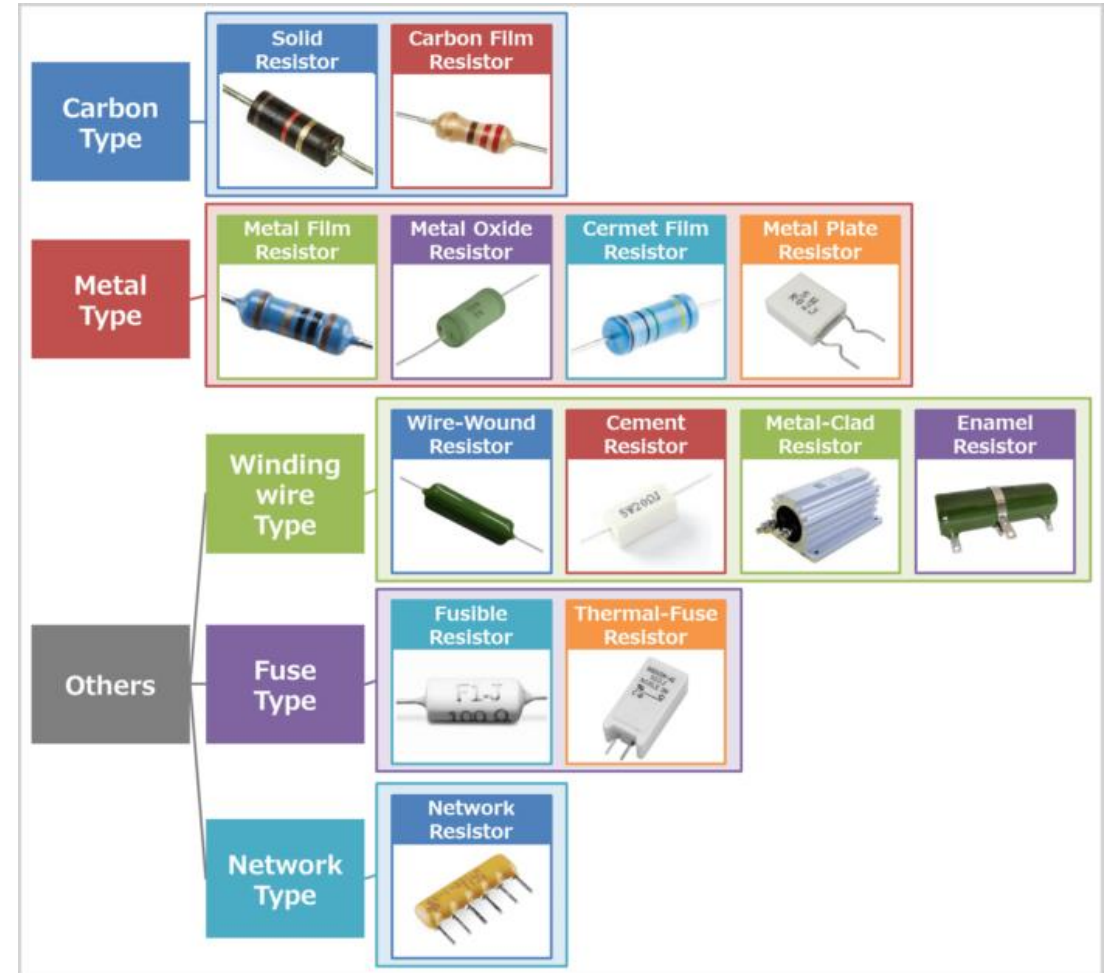 Solid
Resistor
Carbon Film
Resistor
Carbon
Type
Metal Film
Resistor
Metal Oxide
Resistor
Cermet Film
Resistor
Metal Plate
Resistor
Metal
Type
Wire-Wound
Resistor
Cement
Resistor
Metal-Clad
Resistor
Enamel
Resistor
Winding
wire
Type
Fusible
Resistor
Thermal-Fuse
Resistor
F1-J
100 Ω
Others
Fuse
Type
Network
Resistor
Network
Type